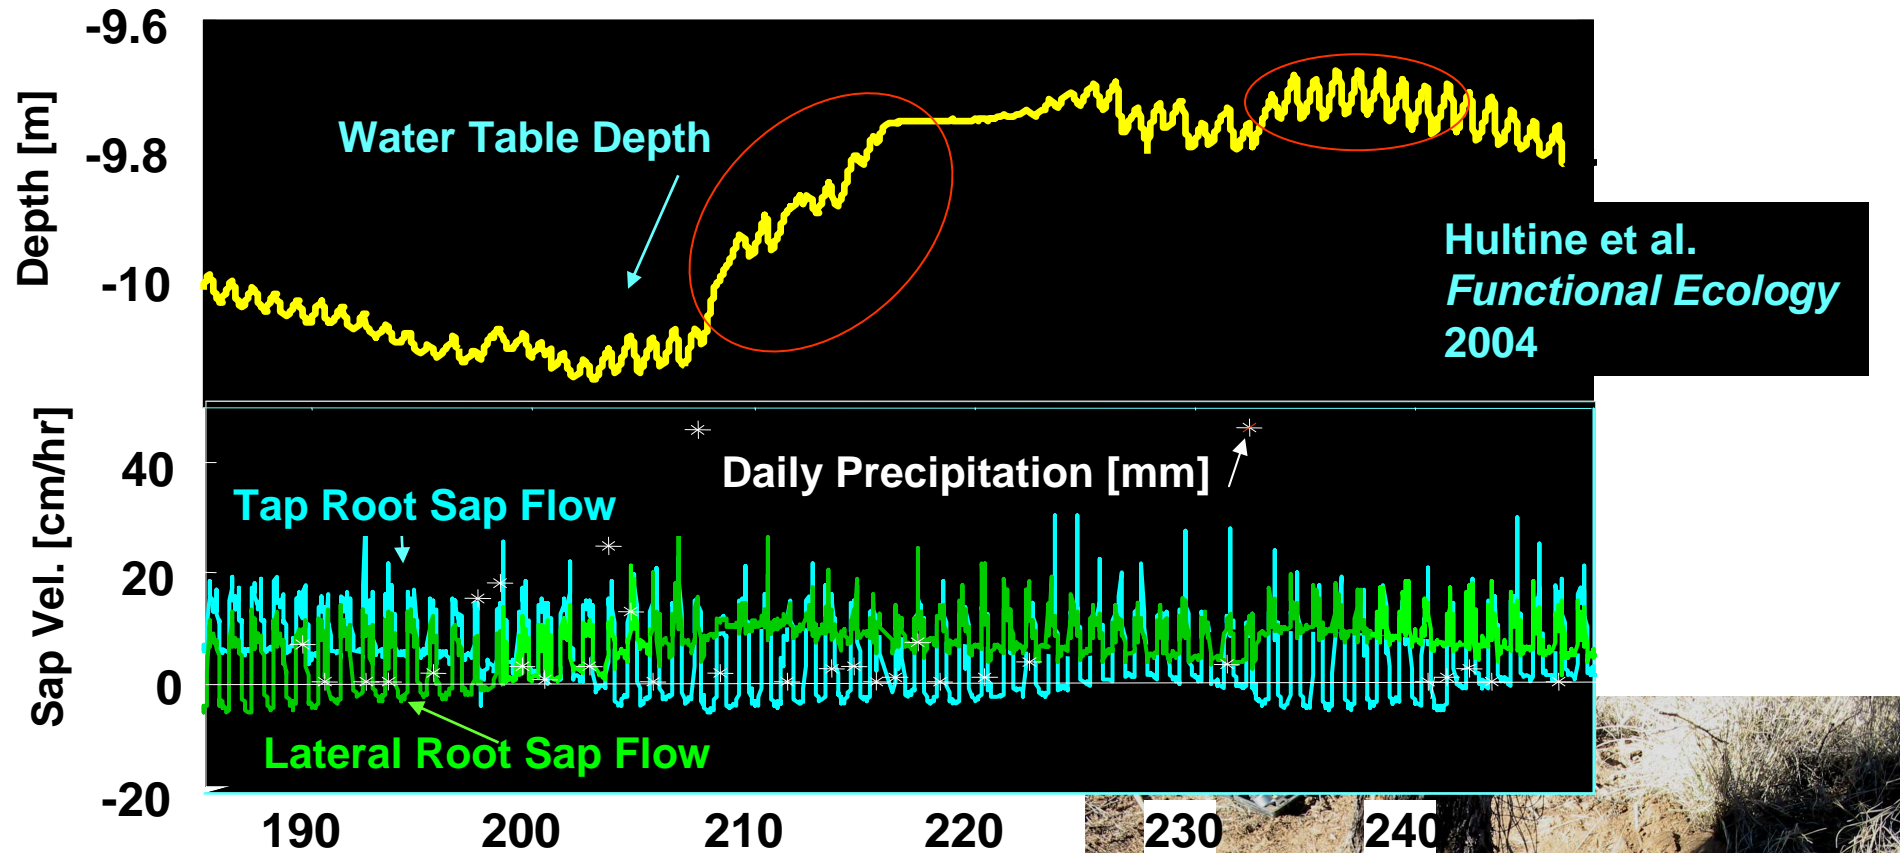 -9.6
-9.8
-10
Depth [m]
Water Table Depth
Hultine et al.
Functional Ecology
2004
40
20
0
-20
Sap Vel. [cm/hr]
Daily Precipitation [mm]
Tap Root Sap Flow
Lateral Root Sap Flow
190 200 210 220 230 240